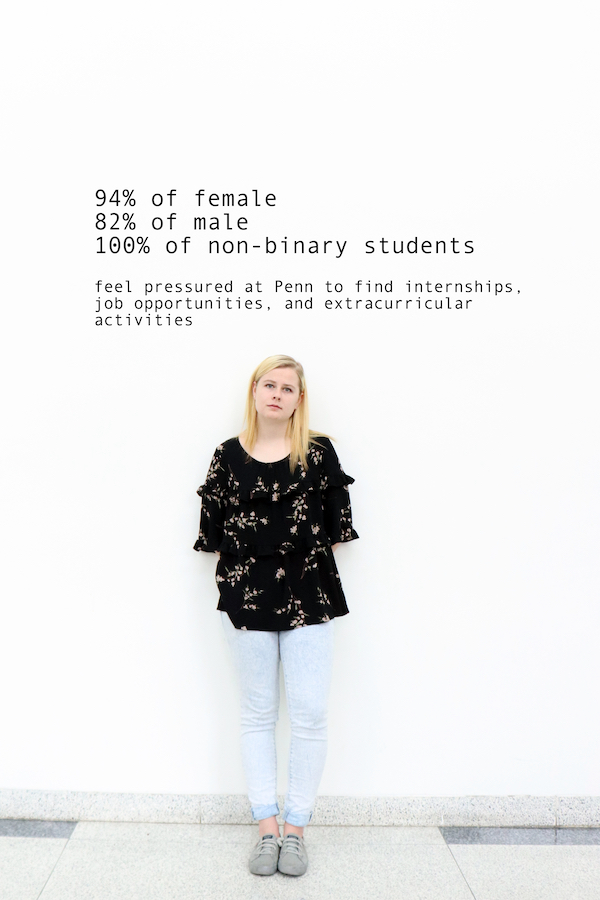 94% of female
82% of male
100% of non-binary students
feel pressured at Penn to find internships,
job opportunities, and extracurricular
activities